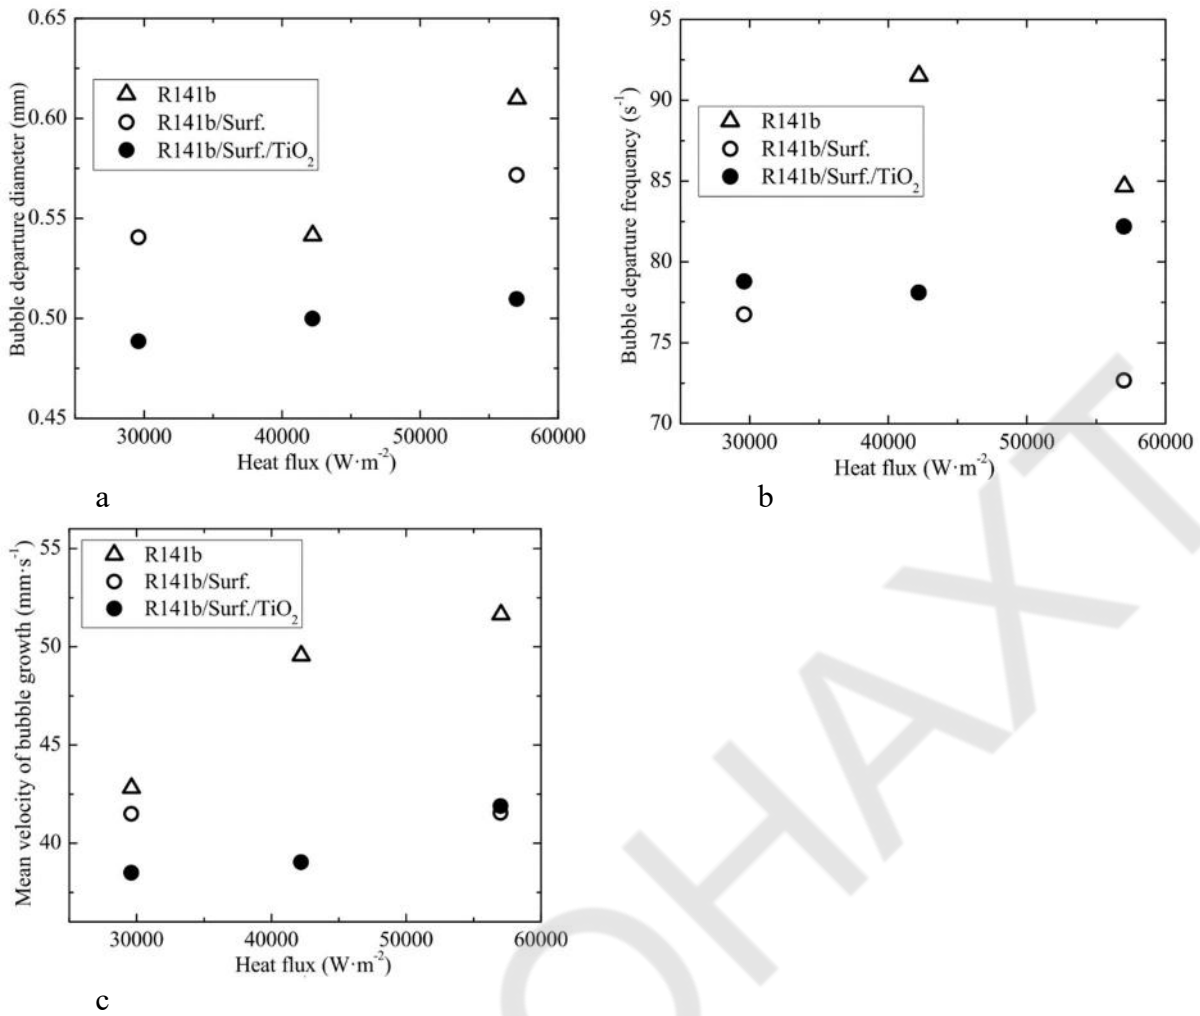 0.65
0.60
0.55
0.50
0.45
Bubble departure diameter (mm)
R141b
R141b/Surf.
R141b/Surf./TiO2
30000 40000 50000 60000
Heat flux (W·m-2)
a
95
90
85
80
75
70
Bubble departure frequency (s-1)
R141b
R141b/Surf.
R141b/Surf./TiO2
30000 40000 50000 60000
Heat flux (W·m-2)
b
55
50
45
40
Mean velocity of bubble growth (mm·s-1)
R141b
R141b/Surf.
R141b/Surf./TiO2
30000 40000 50000 60000
Heat flux (W·m-2)
c
ОНАХТ